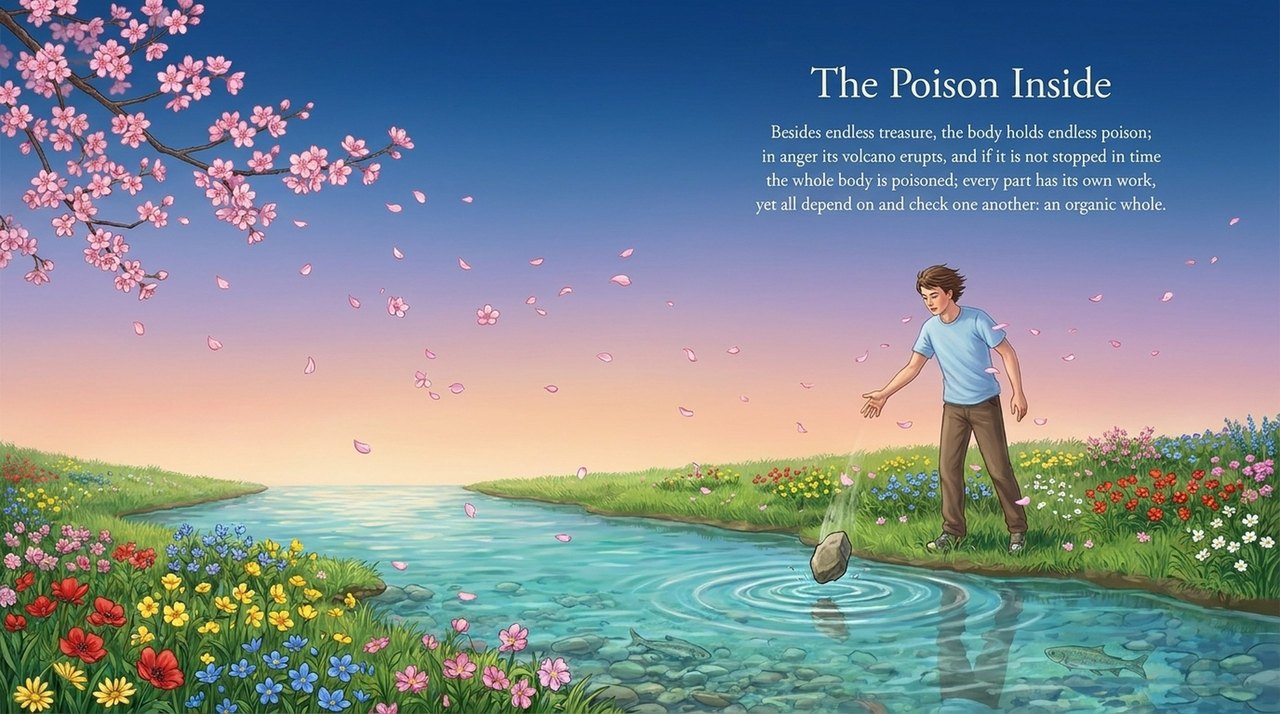 The Poison Inside
Besides endless treasure, the body holds endless poison;
in anger its volcano erupts, and if it is not stopped in time
the whole body is poisoned; every part has its own work,
yet all depend on and check one another: an organic whole.